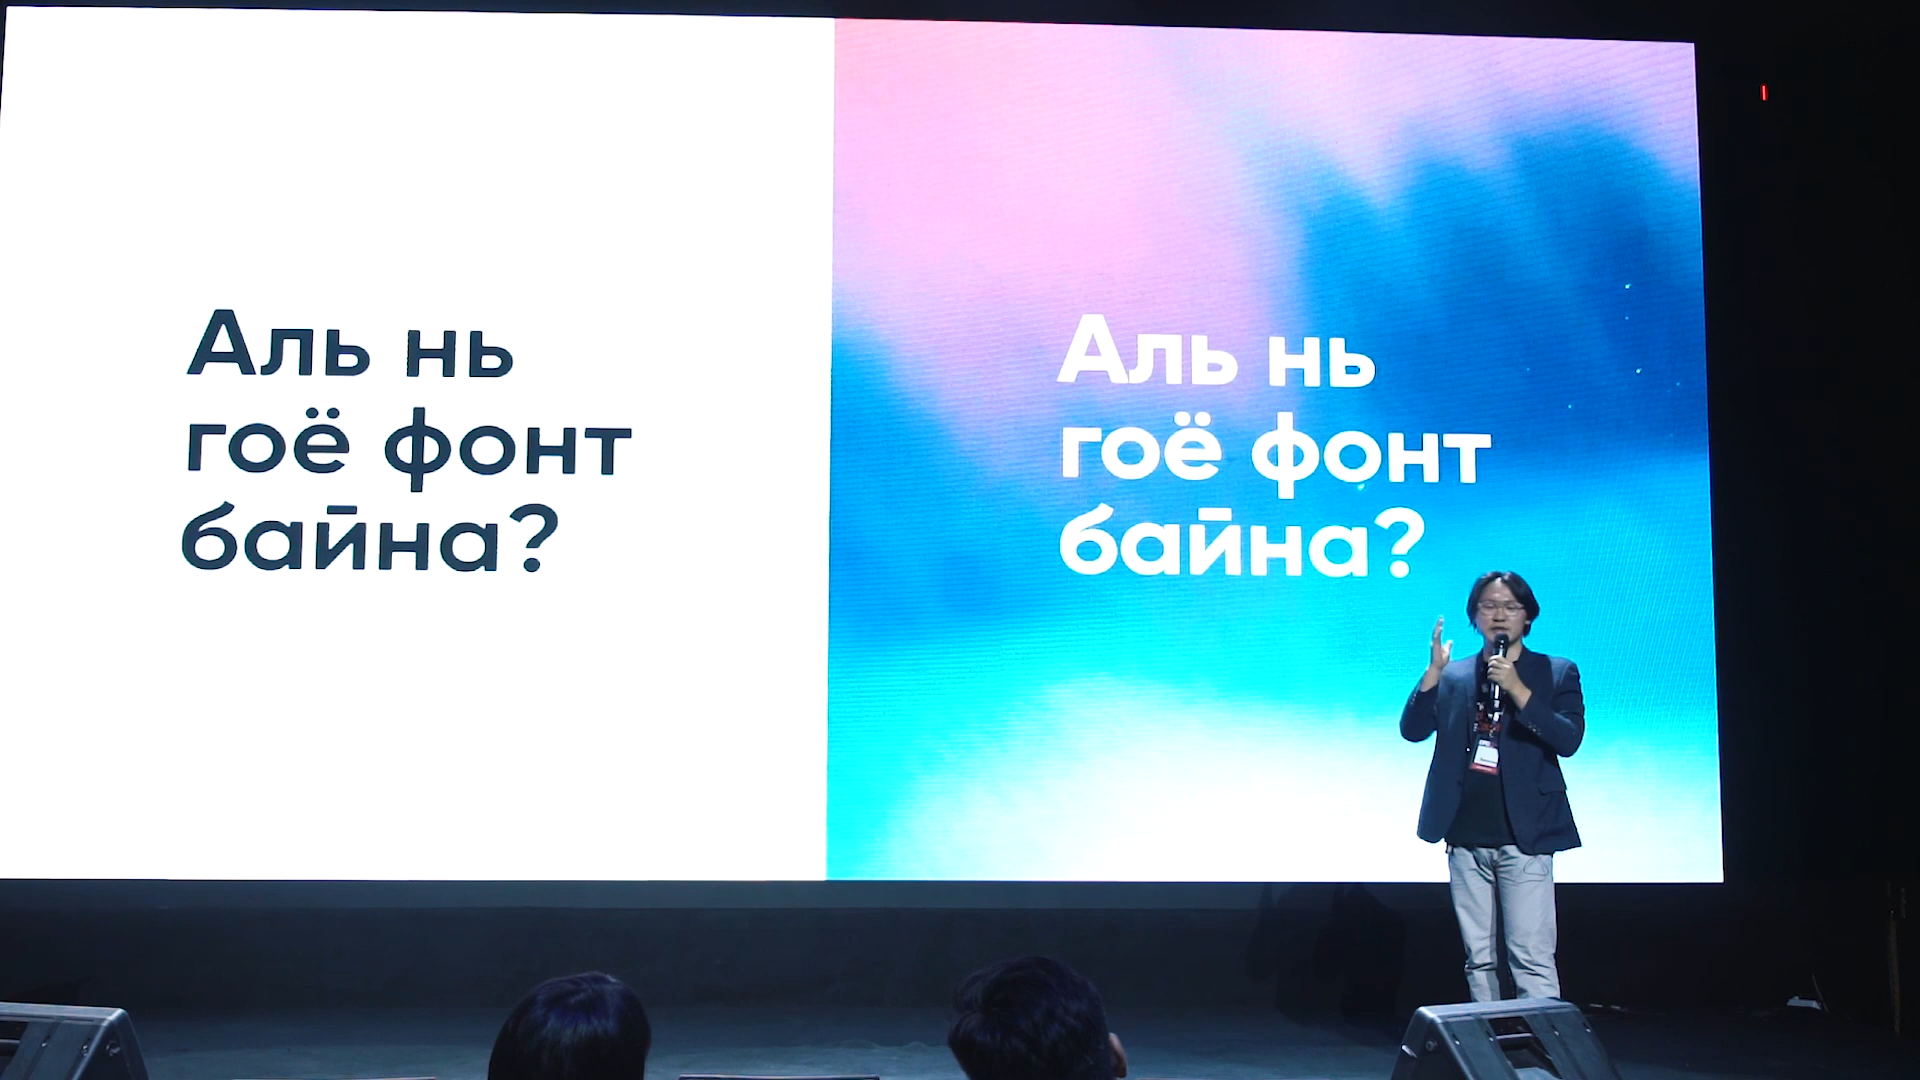 Аль нь
гоё фонт
байна?
Аль нь
гоё фонт
байна?